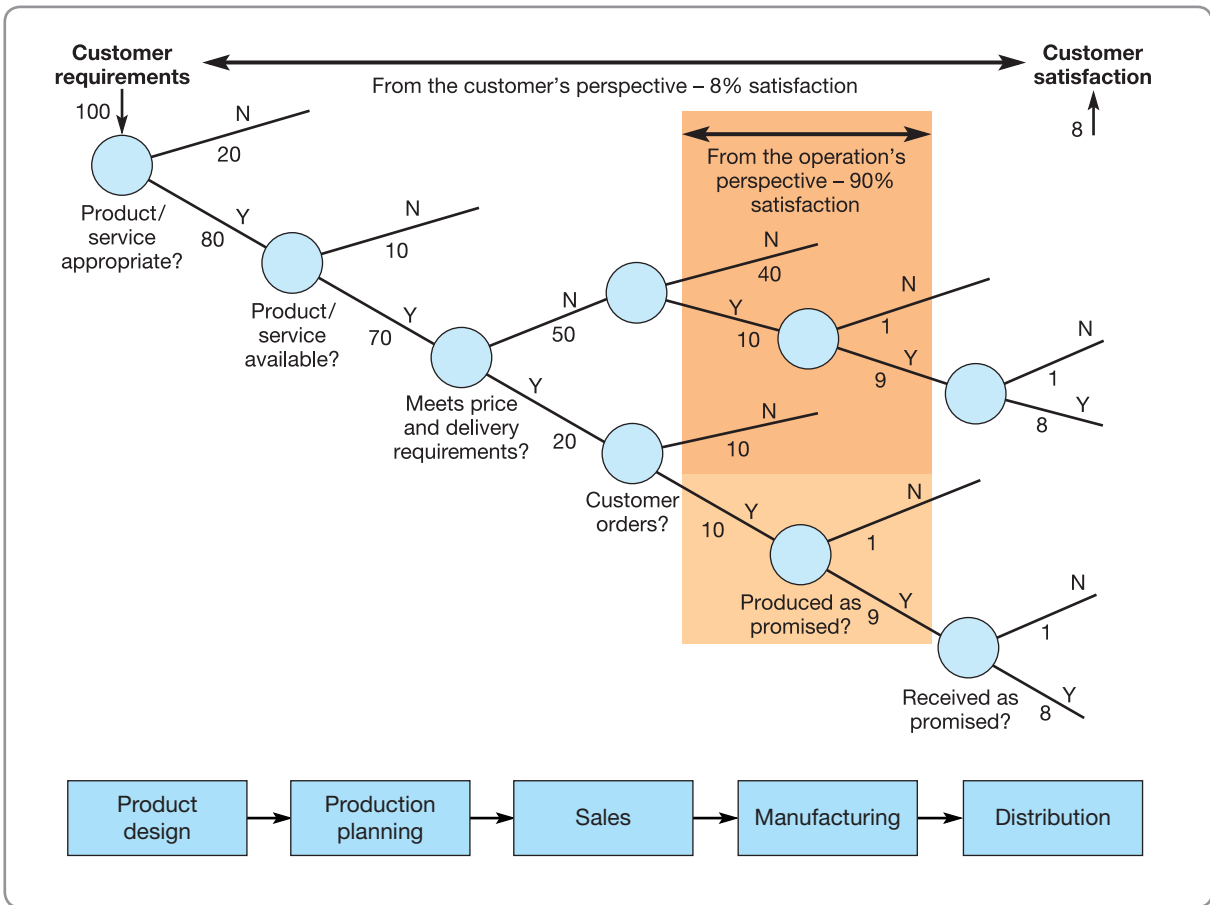 Customer
requirements
From the customer's perspective – 8% satisfaction
Customer
satisfaction
100
8
N
20
Product/
service
appropriate?
Y
80
From the operation's
perspective – 90%
satisfaction
N
10
Product/
service
available?
Y
70
N
50
N
40
Y
10
N
1
Y
9
N
1
Y
8
Meets price
and delivery
requirements?
Y
20
N
10
Customer
orders?
Y
10
N
1
Produced as
promised?
Y
9
N
1
Received as
promised?
Y
8
Product
design
Production
planning
Sales
Manufacturing
Distribution